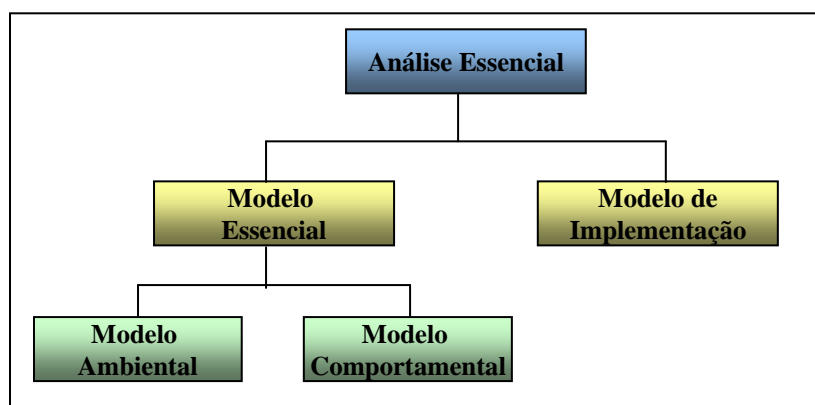 Análise Essencial
Modelo
Essencial
Modelo de
Implementação
Modelo
Ambiental
Modelo
Comportamental